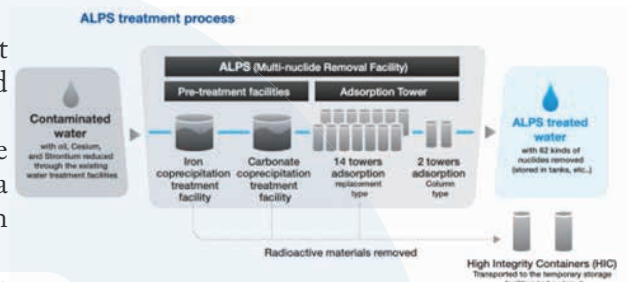 ALPS treatment process
t
d
e
a
n
ALPS (Multi-nuclide Removal Facility)
Pre-treatment facilities
Adsorption Tower
Contaminated
water
with oil, Cesium,
and Strontium reduced
through the existing
water treatment facilities
Iron
coprecipitation
treatment
facility
Carbonate
coprecipitation
treatment
facility
14 towers
adsorption
replacement
type
2 towers
adsorption
Column
type
ALPS treated
water
with 62 kinds of
nuclides removed
(stored in tanks, etc..)
Radioactive materials removed
High Integrity Containers (HIC)
Transported to the temporary storage